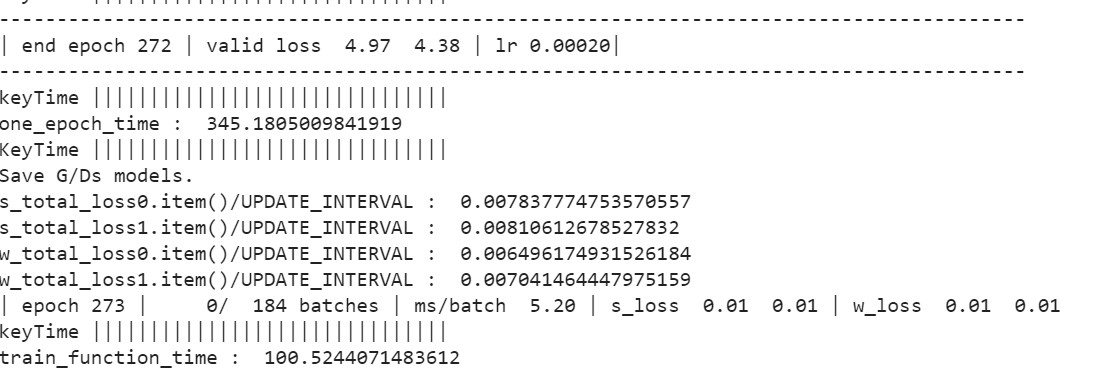 -----------------------------------------------------------------------------------------
| end epoch 272 | valid loss  4.97  4.38 | lr 0.00020|
-----------------------------------------------------------------------------------------
keyTime |||||||||||||||||||||||||||||||
one_epoch_time :  345.1805009841919
KeyTime |||||||||||||||||||||||||||||||
Save G/Ds models.
s_total_loss0.item()/UPDATE_INTERVAL :  0.007837774753570557
s_total_loss1.item()/UPDATE_INTERVAL :  0.00810612678527832
w_total_loss0.item()/UPDATE_INTERVAL :  0.006496174931526184
w_total_loss1.item()/UPDATE_INTERVAL :  0.007041464447975159
| epoch 273 |     0/  184 batches | ms/batch  5.20 | s_loss  0.01  0.01 | w_loss  0.01  0.01
keyTime |||||||||||||||||||||||||||||||
train_function_time :  100.5244071483612